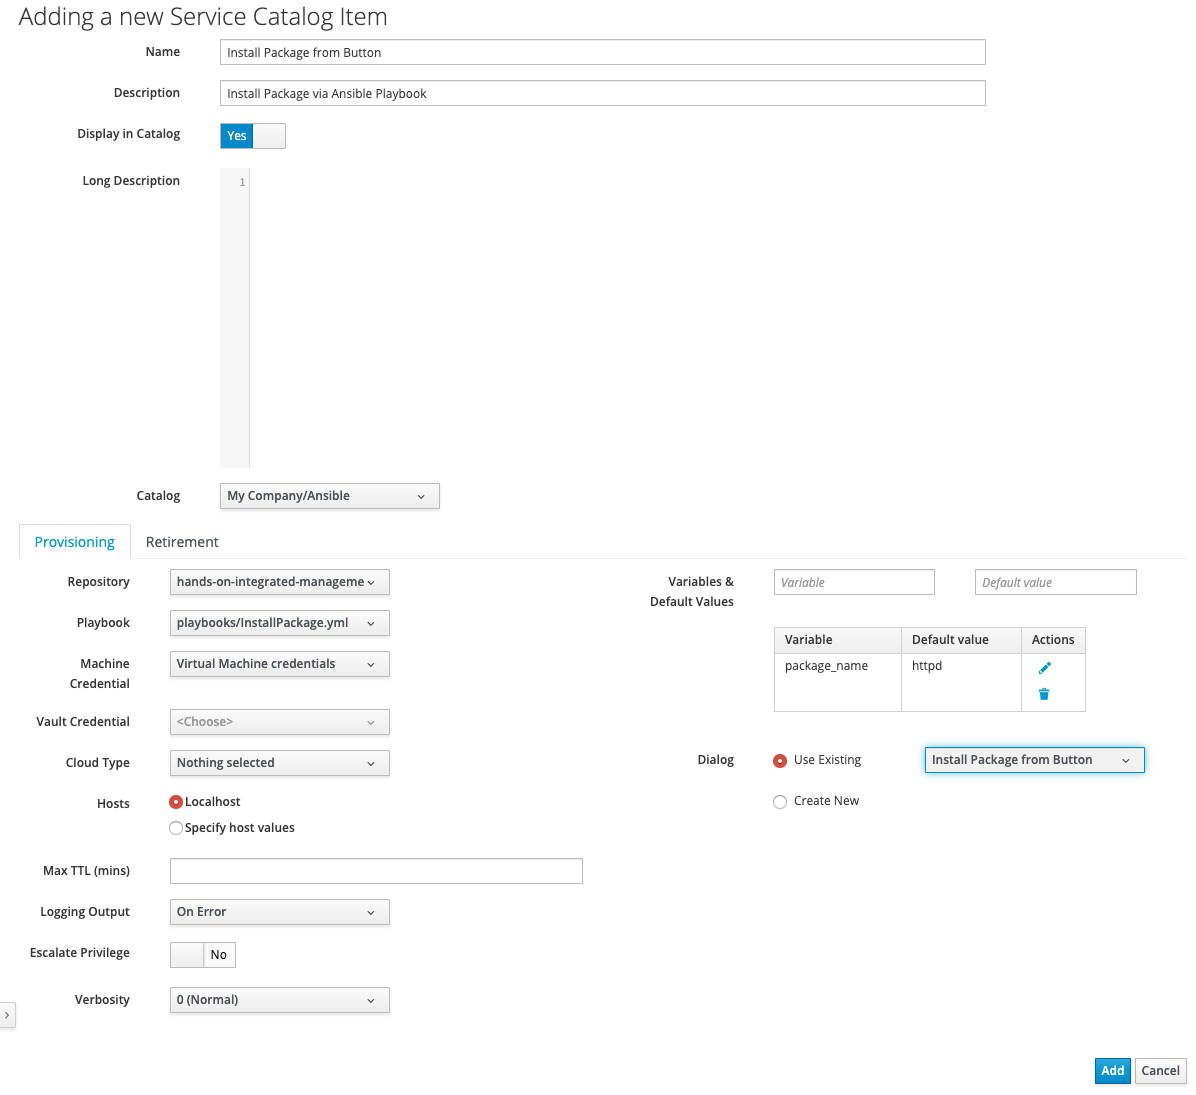 Adding a new Service Catalog Item
Name
Install Package from Button
Description
Install Package via Ansible Playbook
Display in Catalog
Yes
Long Description
1
Catalog
My Company/Ansible
Provisioning
Retirement
Repository
hands-on-integrated-manageme
Playbook
playbooks/InstallPackage.yml
Machine
Credential
Virtual Machine credentials
Vault Credential
<Choose>
Cloud Type
Nothing selected
Hosts
Localhost
Specify host values
Max TTL (mins)
Logging Output
On Error
Escalate Privilege
No
Verbosity
0 (Normal)
Variables &
Default Values
Variable
Default value
Variable
Default value
Actions
package_name
httpd
Dialog
Use Existing
Install Package from Button
Create New
Add
Cancel